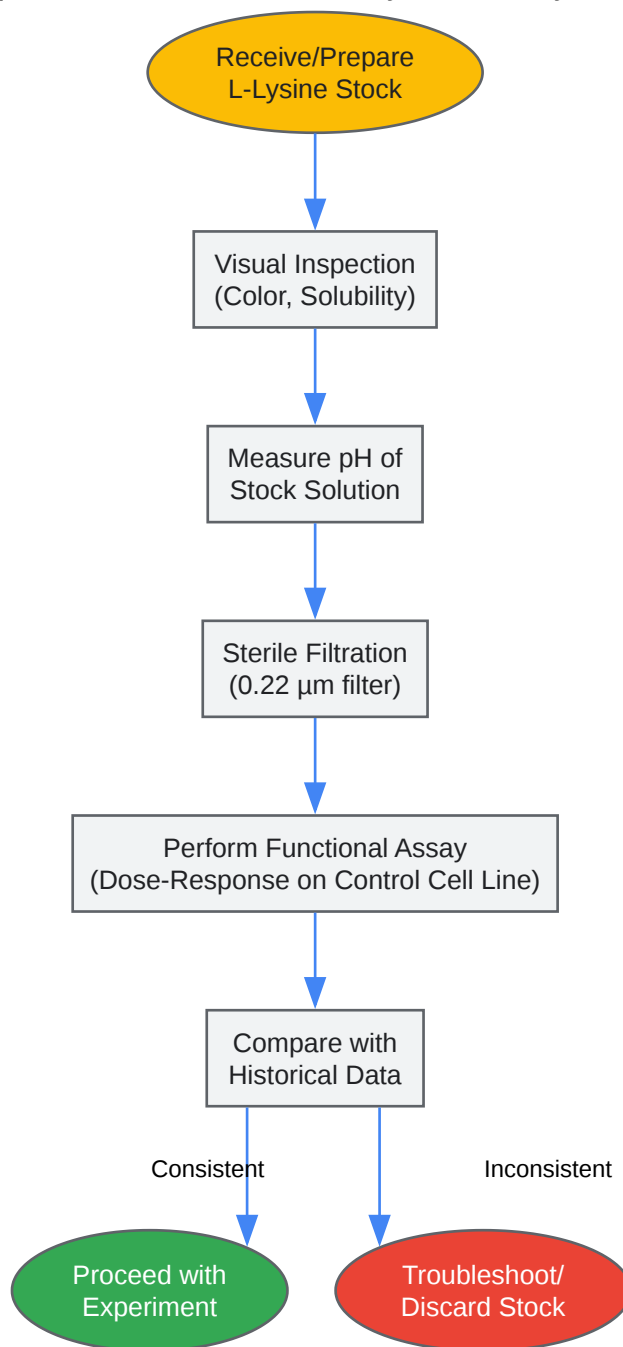 Receive/Prepare
L-Lysine Stock
Visual Inspection
(Color, Solubility)
Measure pH of
Stock Solution
Sterile Filtration
(0.22 µm filter)
Perform Functional Assay
(Dose-Response on Control Cell Line)
Compare with
Historical Data
Consistent
Inconsistent
Proceed with
Experiment
Troubleshoot/
Discard Stock